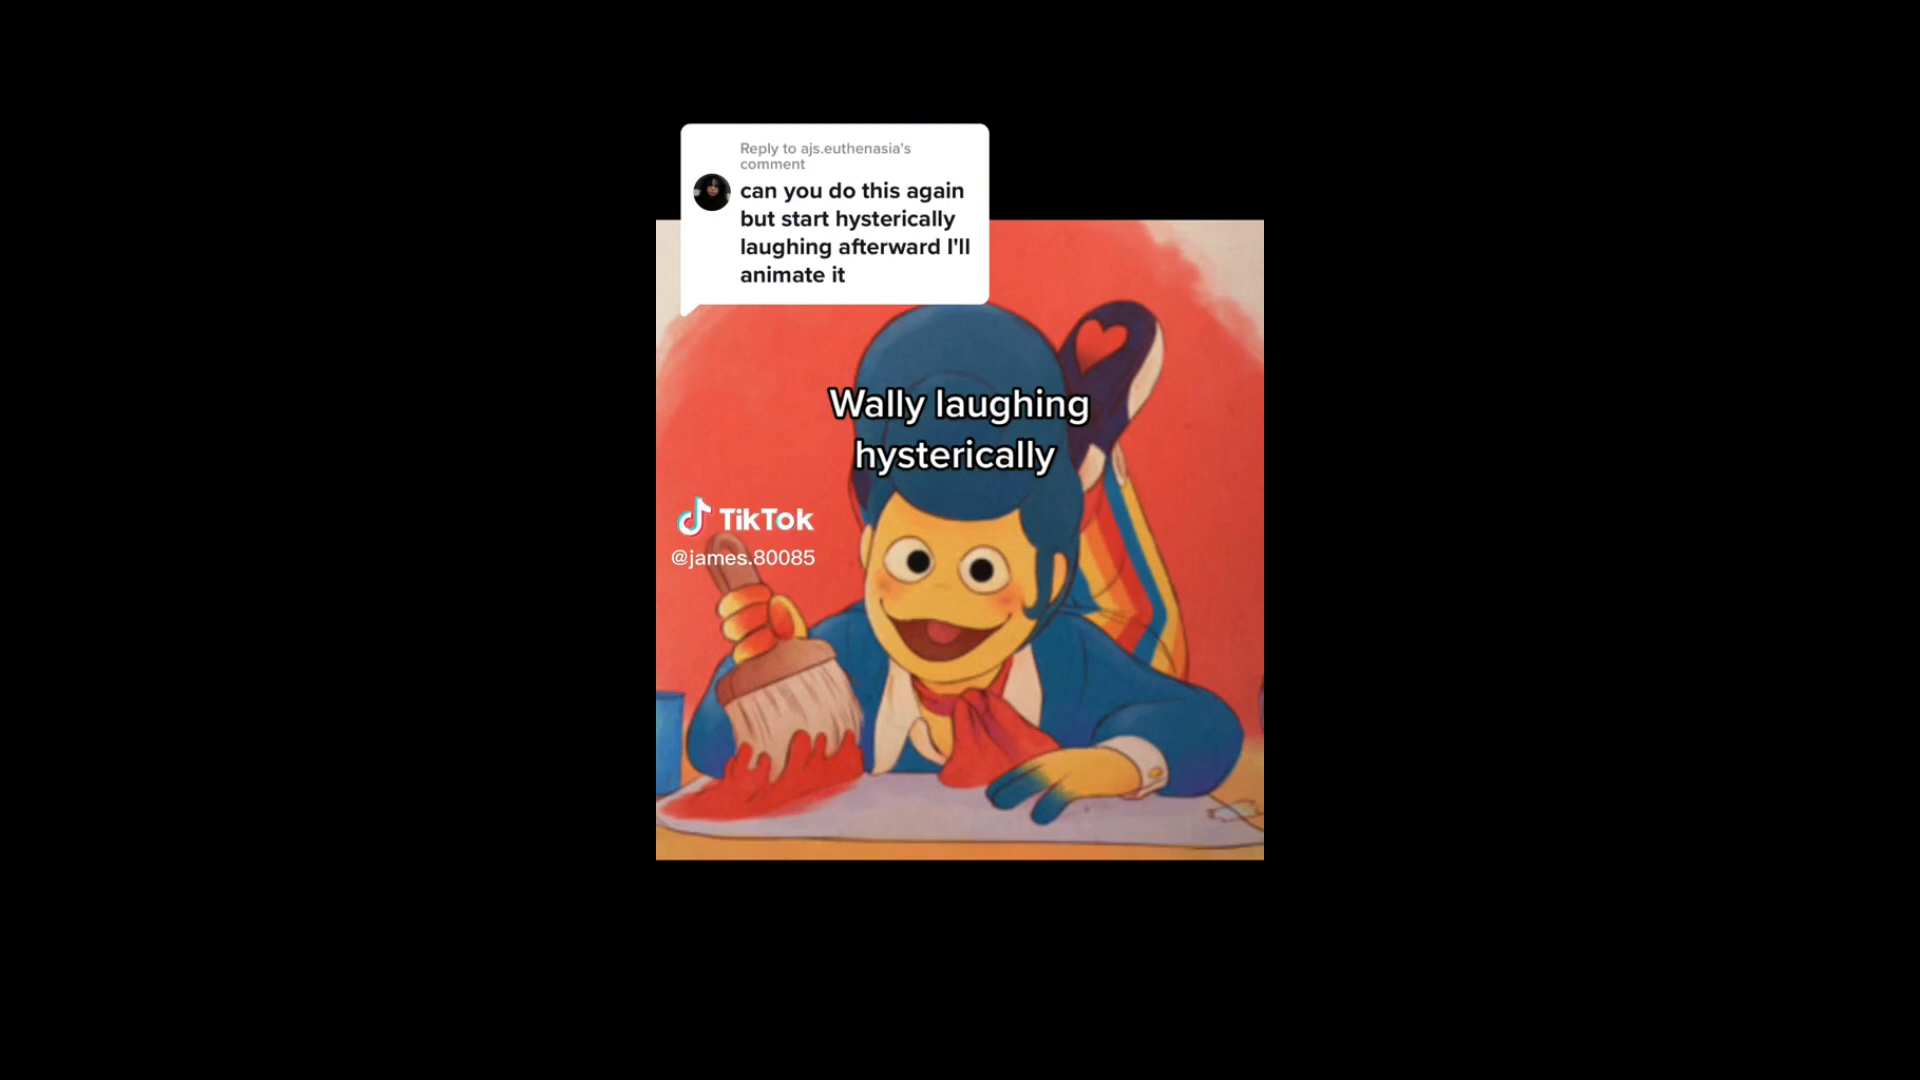 Reply to ajs.euthenasia's
comment
can you do this again
but start hysterically
laughing afterward I'll
animate it
Wally laughing
hysterically
TikTok
@james.80085